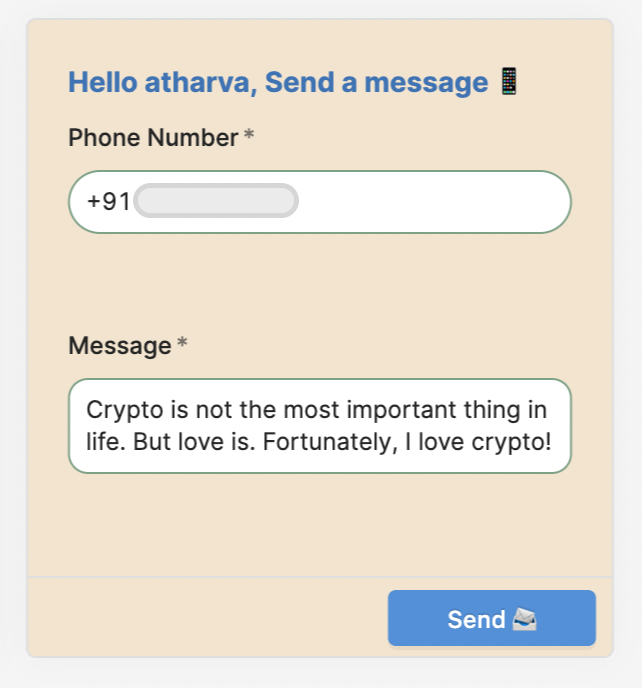 Hello atharva, Send a message 📱
Phone Number *
+91
Message *
Crypto is not the most important thing in
life. But love is. Fortunately, I love crypto!
Send 📨